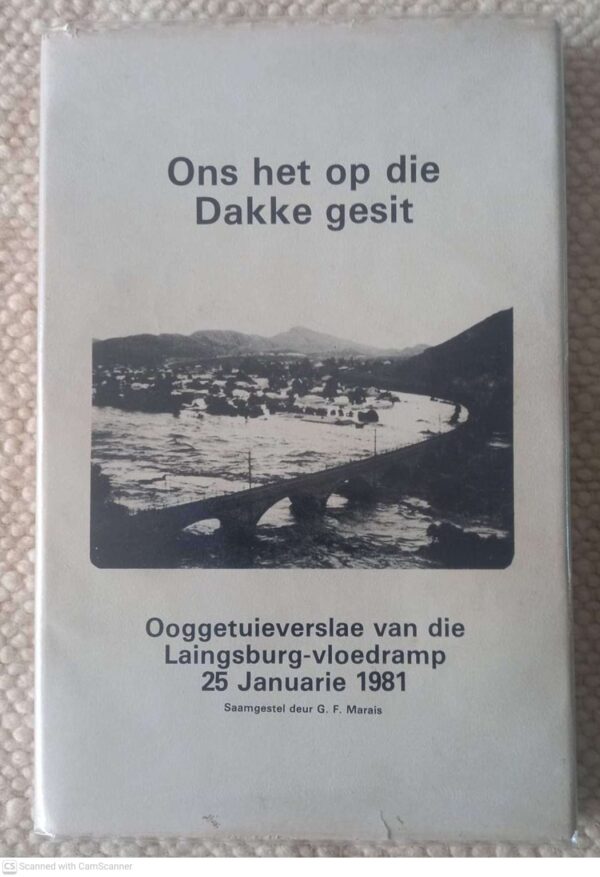 Ons het op die
Dakke gesit
Ooggetuieverslae van die
Laingsburg-vloedramp
25 Januarie 1981
Saamgestel deur G. F. Marais
CS Scanned with CamScanner